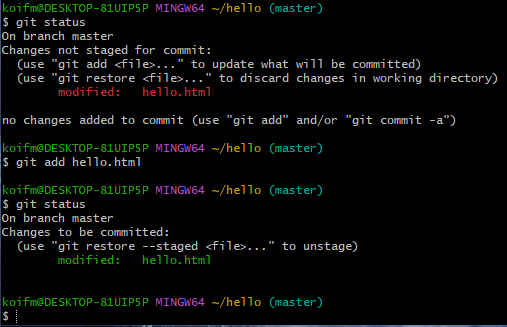 koifm@DESKTOP-81UIP5P MINGW64 ~/hello (master)
$ git status
On branch master
Changes not staged for commit:
  (use "git add <file>..." to update what will be committed)
  (use "git restore <file>..." to discard changes in working directory)
        modified:   hello.html

no changes added to commit (use "git add" and/or "git commit -a")

koifm@DESKTOP-81UIP5P MINGW64 ~/hello (master)
$ git add hello.html

koifm@DESKTOP-81UIP5P MINGW64 ~/hello (master)
$ git status
On branch master
Changes to be committed:
  (use "git restore --staged <file>..." to unstage)
        modified:   hello.html


koifm@DESKTOP-81UIP5P MINGW64 ~/hello (master)
$